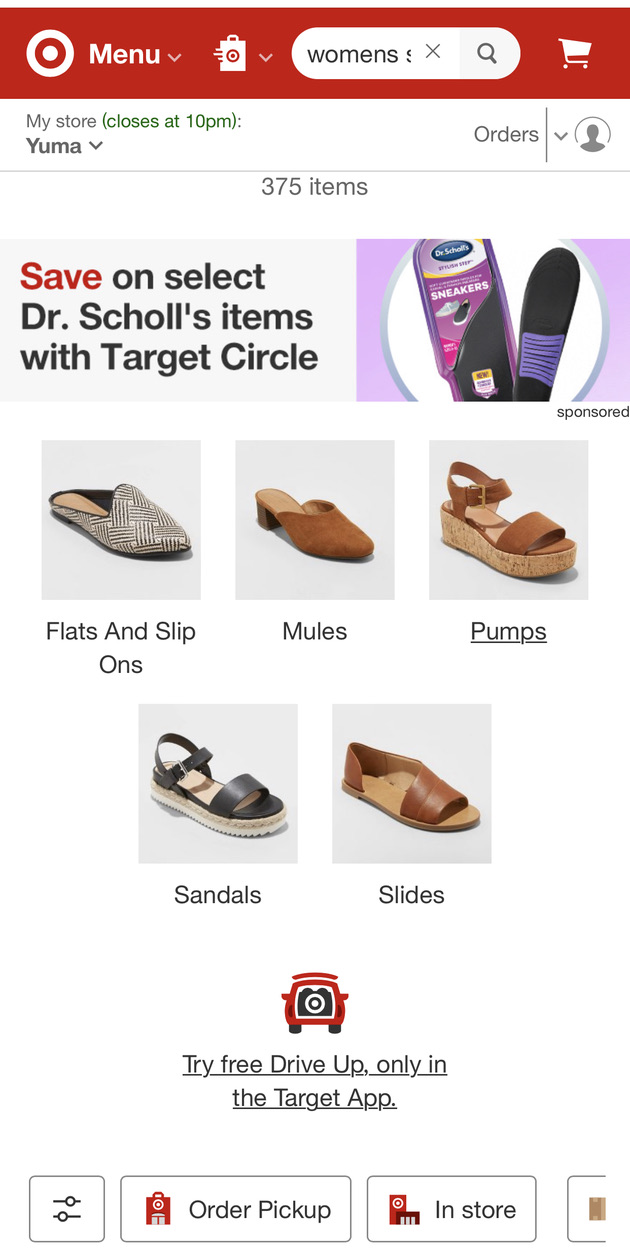 Menu
womens s
My store (closes at 10pm):
Yuma
Orders
375 items
Save on select
Dr. Scholl's items
with Target Circle
Dr. Scholl's
STYLISH STEP™
SNEAKERS
NEW!
sponsored
Flats And Slip
Ons
Mules
Pumps
Sandals
Slides
Try free Drive Up, only in
the Target App.
Order Pickup
In store